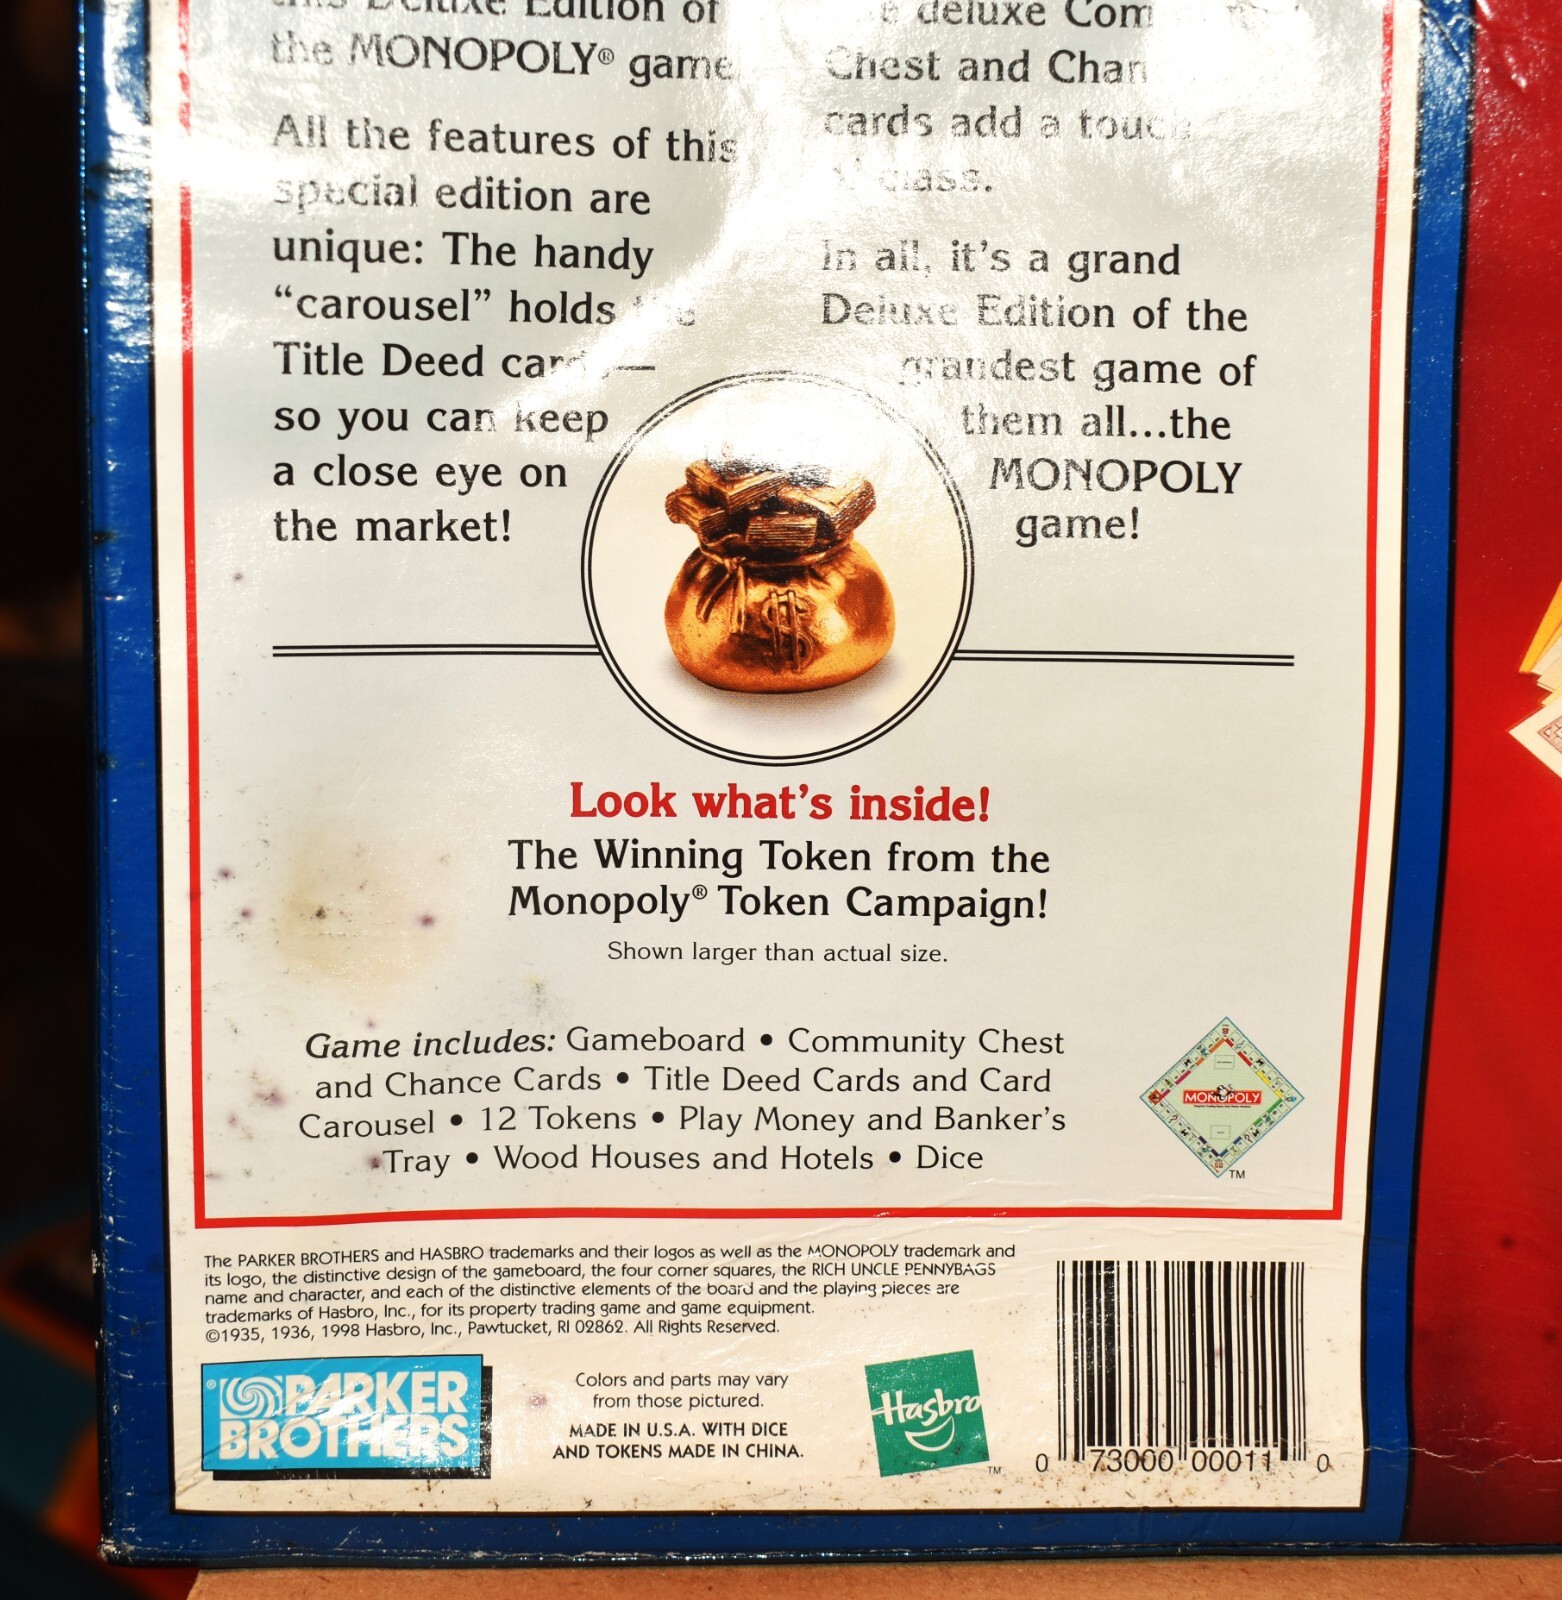 this Deluxe Edition of
the MONOPOLY® game
All the features of this
special edition are
unique: The handy
“carousel” holds
Title Deed
so you can keep
a close eye on
the market!
deluxe
Chest and
cards add a touch
class.
In all, it’s a grand
Deluxe Edition of the
grandest game of
them all...the
MONOPOLY
game!
$
Look what’s inside!
The Winning Token from the
Monopoly® Token Campaign!
Shown larger than actual size.
Game includes: Gameboard • Community Chest
and Chance Cards • Title Deed Cards and Card
Carousel • 12 Tokens • Play Money and Banker’s
Tray • Wood Houses and Hotels • Dice
MONOPOLY
TM
The PARKER BROTHERS and HASBRO trademarks and their logos as well as the MONOPOLY trademark and
its logo, the distinctive design of the gameboard, the four corner squares, the RICH UNCLE PENNYBAGS
name and character, and each of the distinctive elements of the board and the playing pieces are
trademarks of Hasbro, Inc., for its property trading game and game equipment.
©1935, 1936, 1998 Hasbro, Inc., Pawtucket, RI 02862. All Rights Reserved.
® PARKER
BROTHERS
Colors and parts may vary
from those pictured.
MADE IN U.S.A. WITH DICE
AND TOKENS MADE IN CHINA.
Hasbro
TM
0 73000 00011 0